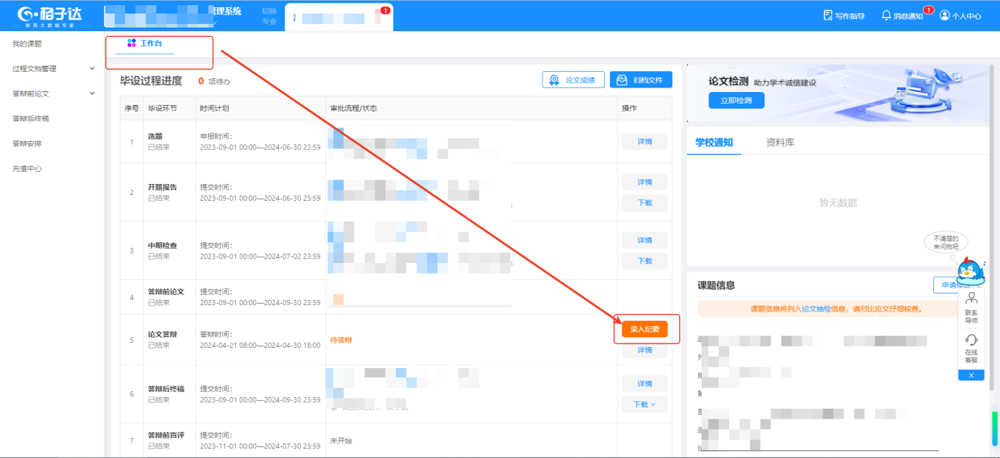 格子达
教育大数据专家
管理系统
切换
专业
1
写作指导
消息通知
1
个人中心
我的课题
过程文档管理
答辩前论文
答辩后终稿
答辩安排
充值中心
工作台
毕设过程进度 0 项待办
论文成绩
归档文件
序号 毕设环节 时间计划 审批流程/状态 操作
1
选题
已结束
申报时间:
2023-09-01 00:00—2024-06-30 23:59
详情
2
开题报告
已结束
提交时间:
2023-09-01 00:00—2024-06-30 23:59
详情
下载
3
中期检查
已结束
提交时间:
2023-09-01 00:00—2024-07-02 23:59
详情
下载
4
答辩前论文
已结束
提交时间:
2023-09-01 00:00—2024-09-30 23:59
5
论文答辩
已结束
答辩时间:
2024-04-21 08:00—2024-04-30 18:00
待答辩
录入纪要
详情
6
答辩后终稿
已结束
提交时间:
2023-09-01 00:00—2024-09-30 23:59
详情
下载
7
答辩前盲评
已结束
提交时间:
2023-11-01 00:00—2024-07-30 23:59
未开始
论文检测 助力学术诚信建设
立即检测
学校通知 资料库
暂无数据
不清楚的
来问我吧
课题信息
申请修改
课题信息将列入论文抽检信息，请对比论文仔细核查。
联系
导师
在线
客服
X